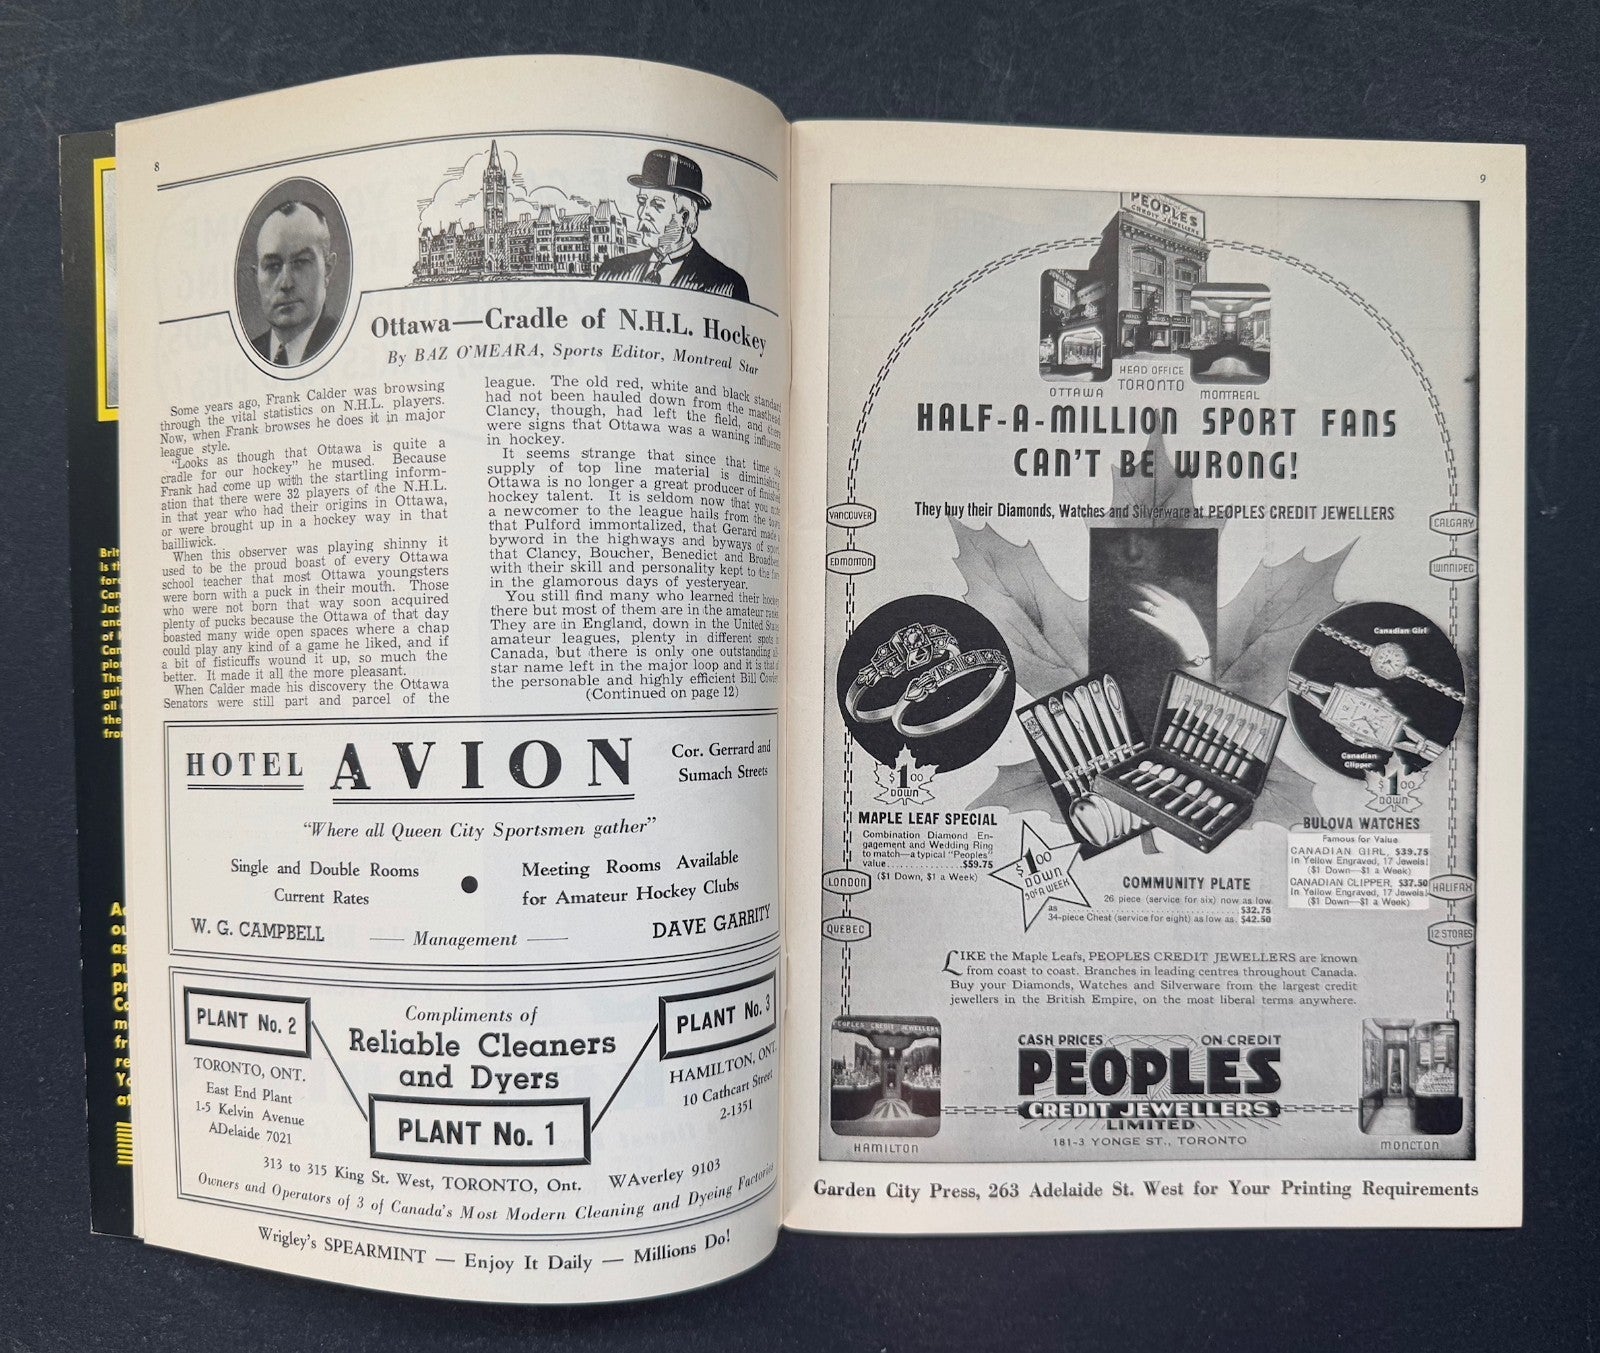 8
Ottawa—Cradle of N.H.L. Hockey
By BAZ O'MEARA, Sports Editor, Montreal Star
Some years ago, Frank Calder was browsing
through the vital statistics on N.H.L. players.
Now, when Frank browses he does it in major
league style.
"Looks as though that Ottawa is quite a
cradle for our hockey" he mused. Because
Frank had come up with the startling inform-
ation that there were 32 players of the N.H.L.
in that year who had their origins in Ottawa,
or were brought up in a hockey way in that
bailliwick.
When this observer was playing shinny it
used to be the proud boast of every Ottawa
school teacher that most Ottawa youngsters
were born with a puck in their mouth. Those
who were not born that way soon acquired
plenty of pucks because the Ottawa of that day
boasted many wide open spaces where a chap
could play any kind of a game he liked, and if
a bit of fisticuffs wound it up, so much the
better. It made it all the more pleasant.
When Calder made his discovery the Ottawa
Senators were still part and parcel of the
league. The old red, white and black standard
had not been hauled down from the masthead
Clancy, though, had left the field, and there
were signs that Ottawa was a waning influence
in hockey.
It seems strange that since that time the
supply of top line material is diminishing
Ottawa is no longer a great producer of finished
hockey talent. It is seldom now that you
a newcomer to the league hails from the town
that Pulford immortalized, that Gerard made a
byword in the highways and byways of sport
that Clancy, Boucher, Benedict and
with their skill and personality kept to the fore
in the glamorous days of yesteryear.
You still find many who learned their hockey
there but most of them are in the amateur ranks
They are in England, down in the United States
amateur leagues, plenty in different spots in
Canada, but there is only one outstanding all
star name left in the major loop and it is that of
the personable and highly efficient Bill Cowley
(Continued on page 12)
HOTEL AVION
Cor. Gerrard and
Sumach Streets
"Where all Queen City Sportsmen gather"
Single and Double Rooms
Current Rates
Meeting Rooms Available
for Amateur Hockey Clubs
W. G. CAMPBELL
Management
DAVE GARRITY
PLANT No. 2
TORONTO, ONT.
East End Plant
1-5 Kelvin Avenue
ADelaide 7021
Compliments of
Reliable Cleaners
and Dyers
PLANT No. 1
PLANT No. 3
HAMILTON, ONT.
10 Cathcart Street
2-1351
313 to 315 King St. West, TORONTO, Ont. WAverley 9103
Owners and Operators of 3 of Canada's Most Modern Cleaning and Dyeing Factories
Wrigley's SPEARMINT — Enjoy It Daily — Millions Do!
9
PEOPLES
CREDIT JEWELLERS
OTTAWA
HEAD OFFICE
TORONTO
MONTREAL
HALF-A-MILLION SPORT FANS
CAN'T BE WRONG!
They buy their Diamonds, Watches and Silverware at PEOPLES CREDIT JEWELLERS
VANCOUVER
EDMONTON
CALGARY
WINNIPEG
Canadian Girl
Canadian
Clipper
$1.00
DOWN
MAPLE LEAF SPECIAL
Combination Diamond En-
gagement and Wedding Ring
to match—a typical "Peoples"
value..........$59.75
($1 Down, $1 a Week)
$1.00
DOWN
50¢ A WEEK
COMMUNITY PLATE
26 piece (service for six) now as low
as .......... $32.75
34-piece Chest (service for eight) as low as. $42.50
$1.00
DOWN
BULOVA WATCHES
Famous for Value
CANADIAN GIRL, $39.75
In Yellow Engraved, 17 Jewels!
($1 Down—$1 a Week)
CANADIAN CLIPPER, $37.50
In Yellow Engraved, 17 Jewels!
($1 Down—$1 a Week)
LONDON
QUEBEC
HALIFAX
12 STORES
LIKE the Maple Leafs, PEOPLES CREDIT JEWELLERS are known
from coast to coast. Branches in leading centres throughout Canada.
Buy your Diamonds, Watches and Silverware from the largest credit
jewellers in the British Empire, on the most liberal terms anywhere.
PEOPLES CREDIT JEWELLERS
HAMILTON
CASH PRICES ON CREDIT
PEOPLES
CREDIT JEWELLERS
LIMITED
181-3 YONGE ST., TORONTO
MONCTON
Garden City Press, 263 Adelaide St. West for Your Printing Requirements